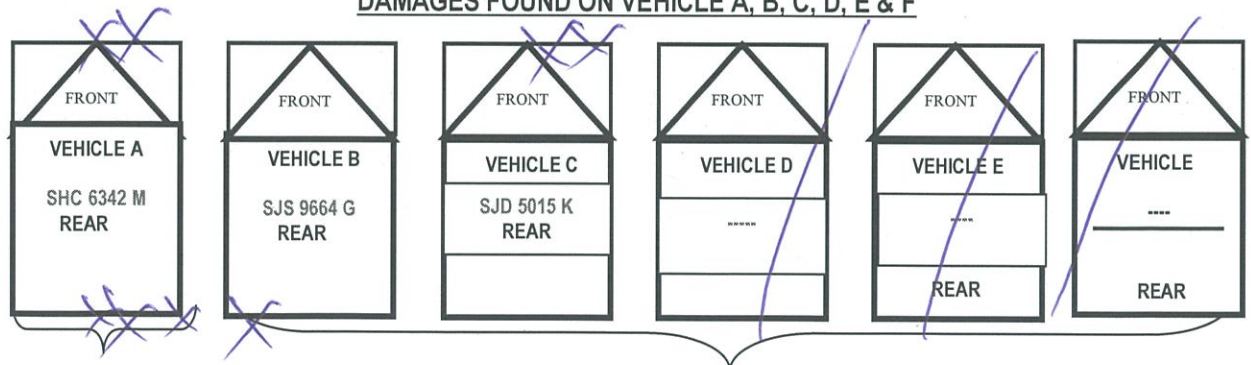 DAMAGES FOUND ON VEHICLE A, B, C, D, E & F
FRONT
FRONT
FRONT
FRONT
FRONT
FRONT
VEHICLE A
VEHICLE B
VEHICLE C
VEHICLE D
VEHICLE E
VEHICLE
SHC 6342 M
SJS 9664 G
SJD 5015 K
-----
----
----
REAR
REAR
REAR
REAR
REAR